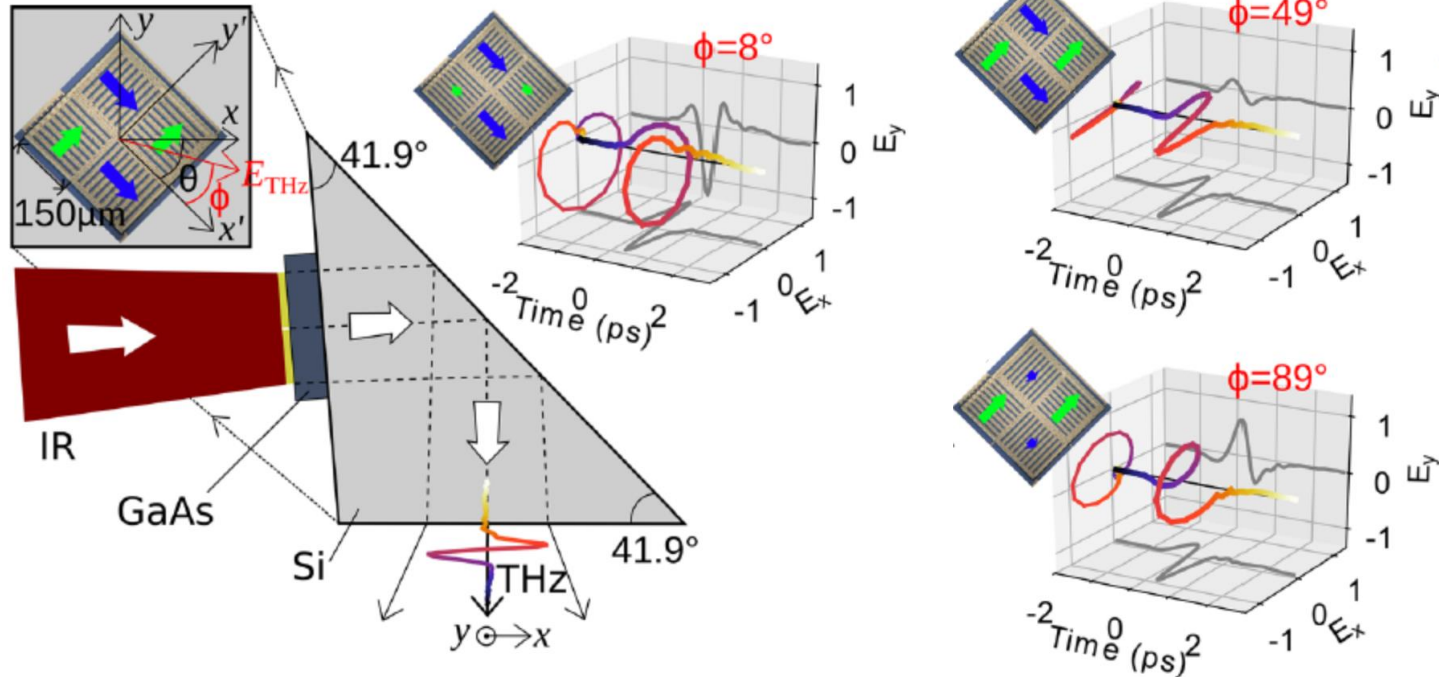 y
y'
x
θ
E_THz
ϕ
x'
150μm
41.9°
IR
GaAs
Si
THz
41.9°
y
x
ϕ=8°
1
0
-1
E_y
-2
0
2
Time (ps)
-1
0
1
E_x
ϕ=49°
1
0
-1
E_y
-2
0
2
Time (ps)
-1
0
1
E_x
ϕ=89°
1
0
-1
E_y
-2
0
2
Time (ps)
-1
0
1
E_x